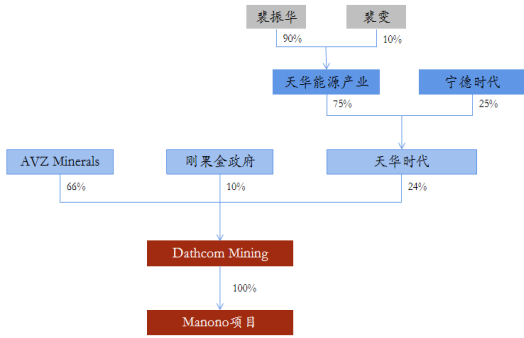 裴振华
裴雯
90%
10%
天华能源产业
宁德时代
75%
25%
AVZ Minerals
刚果金政府
天华时代
66%
10%
24%
Dathcom Mining
100%
Manono项目